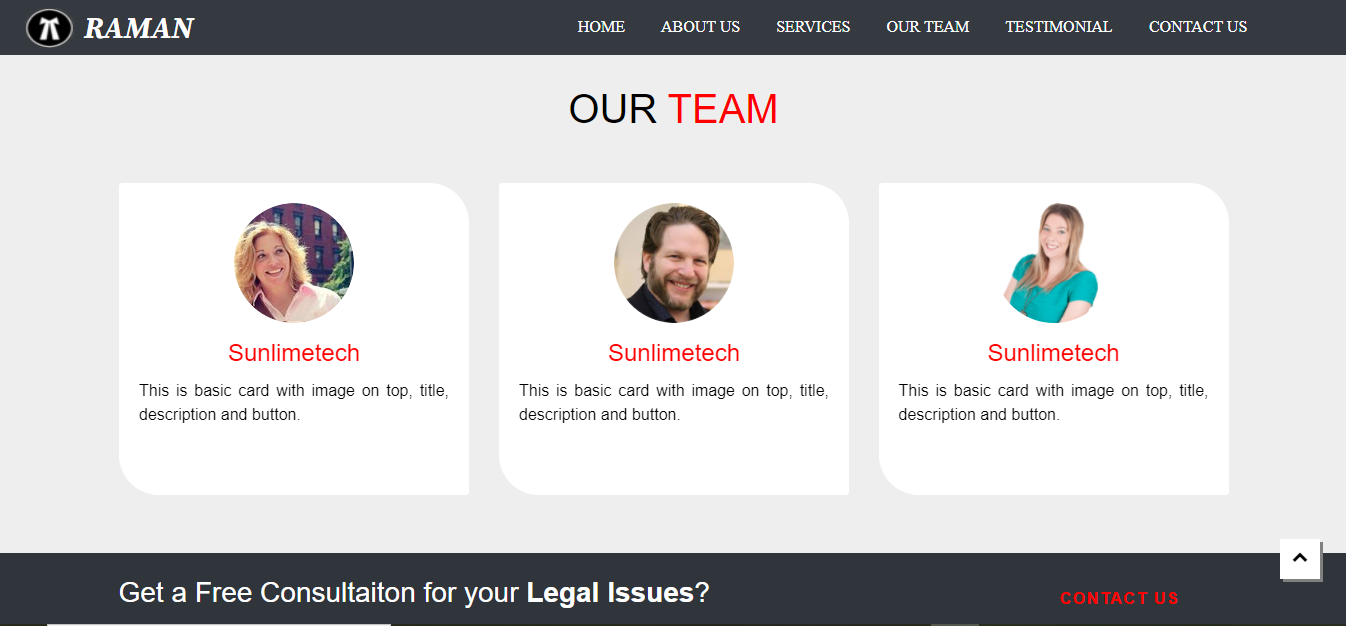 RAMAN
HOME ABOUT US SERVICES OUR TEAM TESTIMONIAL CONTACT US
OUR TEAM
Sunlimetech
This is basic card with image on top, title,
description and button.
Sunlimetech
This is basic card with image on top, title,
description and button.
Sunlimetech
This is basic card with image on top, title,
description and button.
Get a Free Consultaiton for your Legal Issues?
CONTACT US